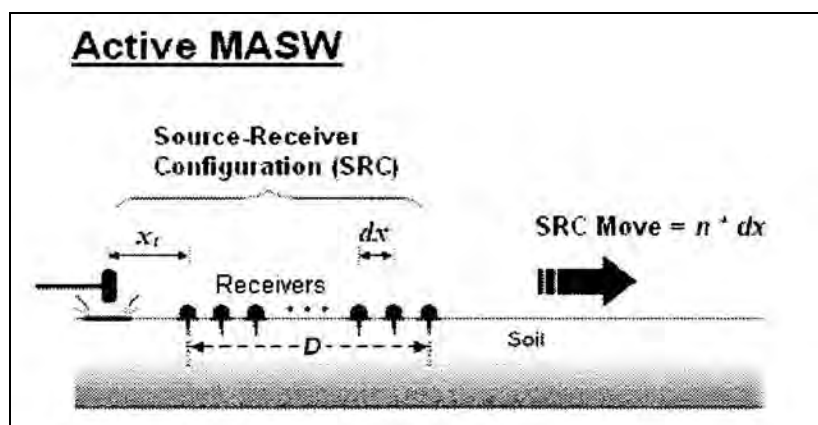 Active MASW
Source-Receiver
Configuration (SRC)
x₁
dx
SRC Move = n * dx
Receivers
D
Soil